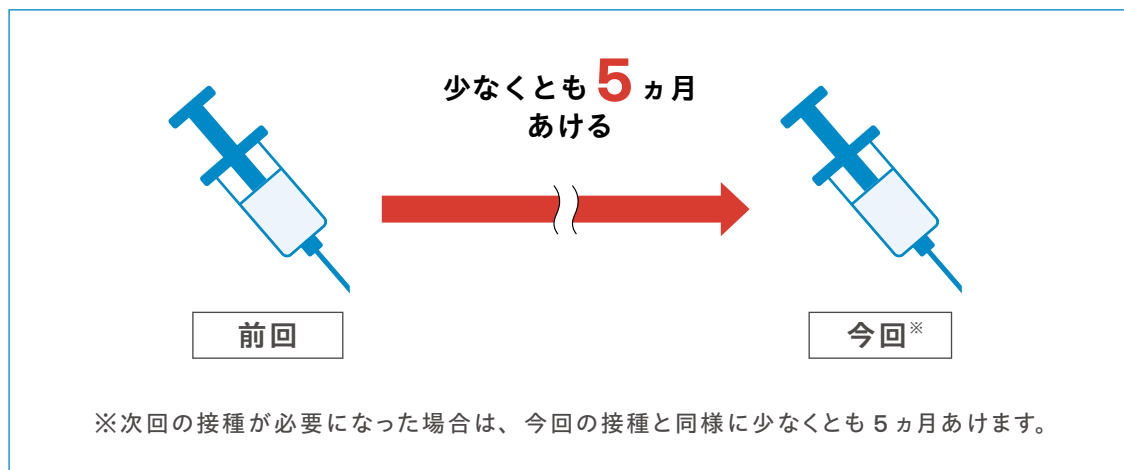 少なくとも 5 ヵ月
あける
前回
今回※
※次回の接種が必要になった場合は、今回の接種と同様に少なくとも 5 ヵ月あけます。